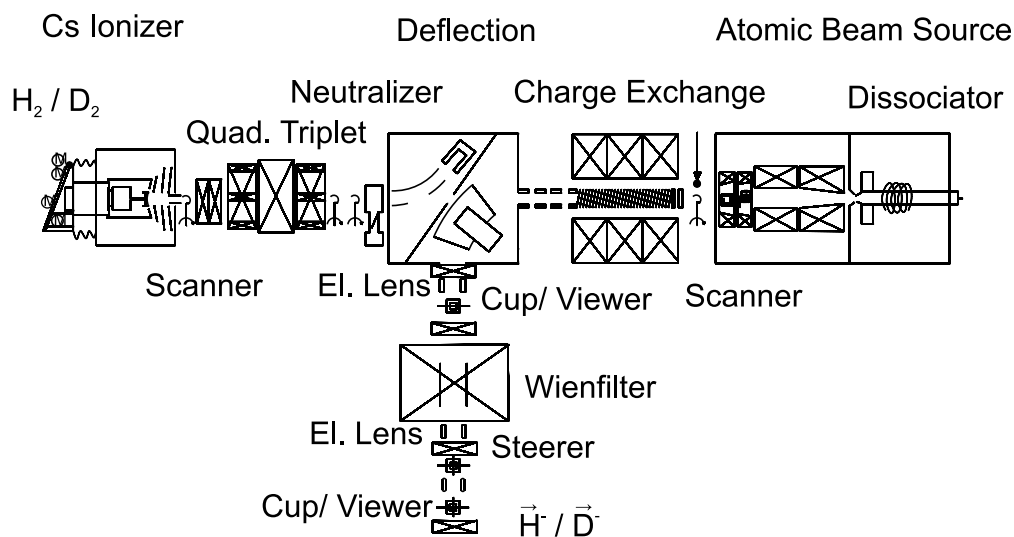 Cs Ionizer
Deflection
Atomic Beam Source
H₂ / D₂
Neutralizer
Charge Exchange
Dissociator
Quad. Triplet
Scanner
El. Lens
Cup/ Viewer
Scanner
Wienfilter
El. Lens
Steerer
Cup/ Viewer
H⃗⁻ / D⃗⁻